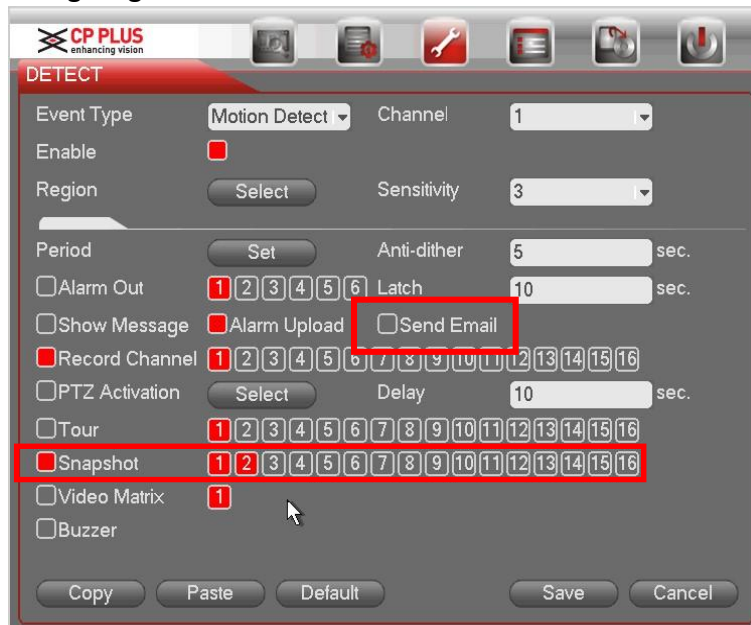 CP PLUS
enhancing vision
DETECT
Event Type Motion Detect Channel 1
Enable
Region Select Sensitivity 3
Period Set Anti-dither 5 sec.
Alarm Out 1 2 3 4 5 6 Latch 10 sec.
Show Message Alarm Upload Send Email
Record Channel 1 2 3 4 5 6 7 8 9 10 11 12 13 14 15 16
PTZ Activation Select Delay 10 sec.
Tour 1 2 3 4 5 6 7 8 9 10 11 12 13 14 15 16
Snapshot 1 2 3 4 5 6 7 8 9 10 11 12 13 14 15 16
Video Matrix 1
Buzzer
Copy Paste Default Save Cancel